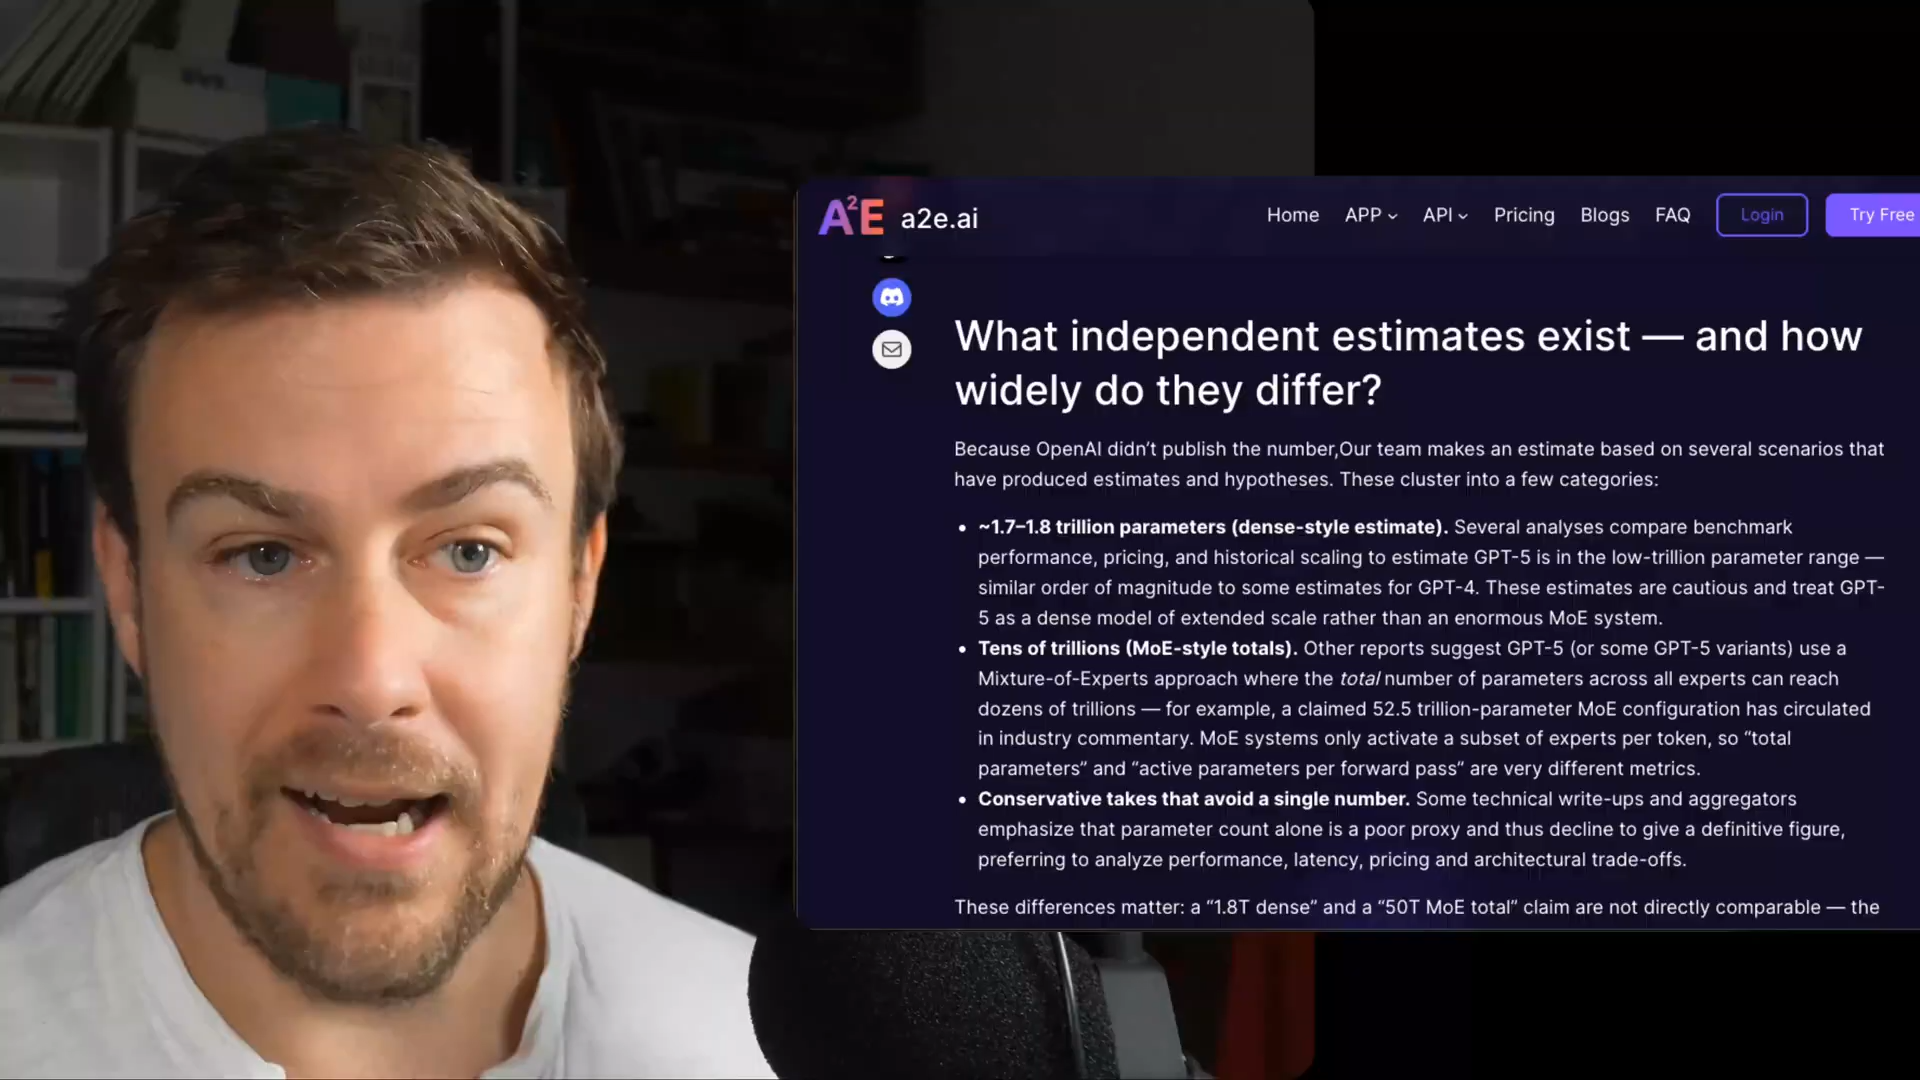 A2E a2e.ai Home APP API Pricing Blogs FAQ Login Try Free
What independent estimates exist — and how
widely do they differ?
Because OpenAI didn’t publish the number,Our team makes an estimate based on several scenarios that
have produced estimates and hypotheses. These cluster into a few categories:
• ~1.7–1.8 trillion parameters (dense-style estimate). Several analyses compare benchmark
performance, pricing, and historical scaling to estimate GPT-5 is in the low-trillion parameter range —
similar order of magnitude to some estimates for GPT-4. These estimates are cautious and treat GPT-
5 as a dense model of extended scale rather than an enormous MoE system.
• Tens of trillions (MoE-style totals). Other reports suggest GPT-5 (or some GPT-5 variants) use a
Mixture-of-Experts approach where the total number of parameters across all experts can reach
dozens of trillions — for example, a claimed 52.5 trillion-parameter MoE configuration has circulated
in industry commentary. MoE systems only activate a subset of experts per token, so “total
parameters” and “active parameters per forward pass” are very different metrics.
• Conservative takes that avoid a single number. Some technical write-ups and aggregators
emphasize that parameter count alone is a poor proxy and thus decline to give a definitive figure,
preferring to analyze performance, latency, pricing and architectural trade-offs.
These differences matter: a “1.8T dense” and a “50T MoE total” claim are not directly comparable — the